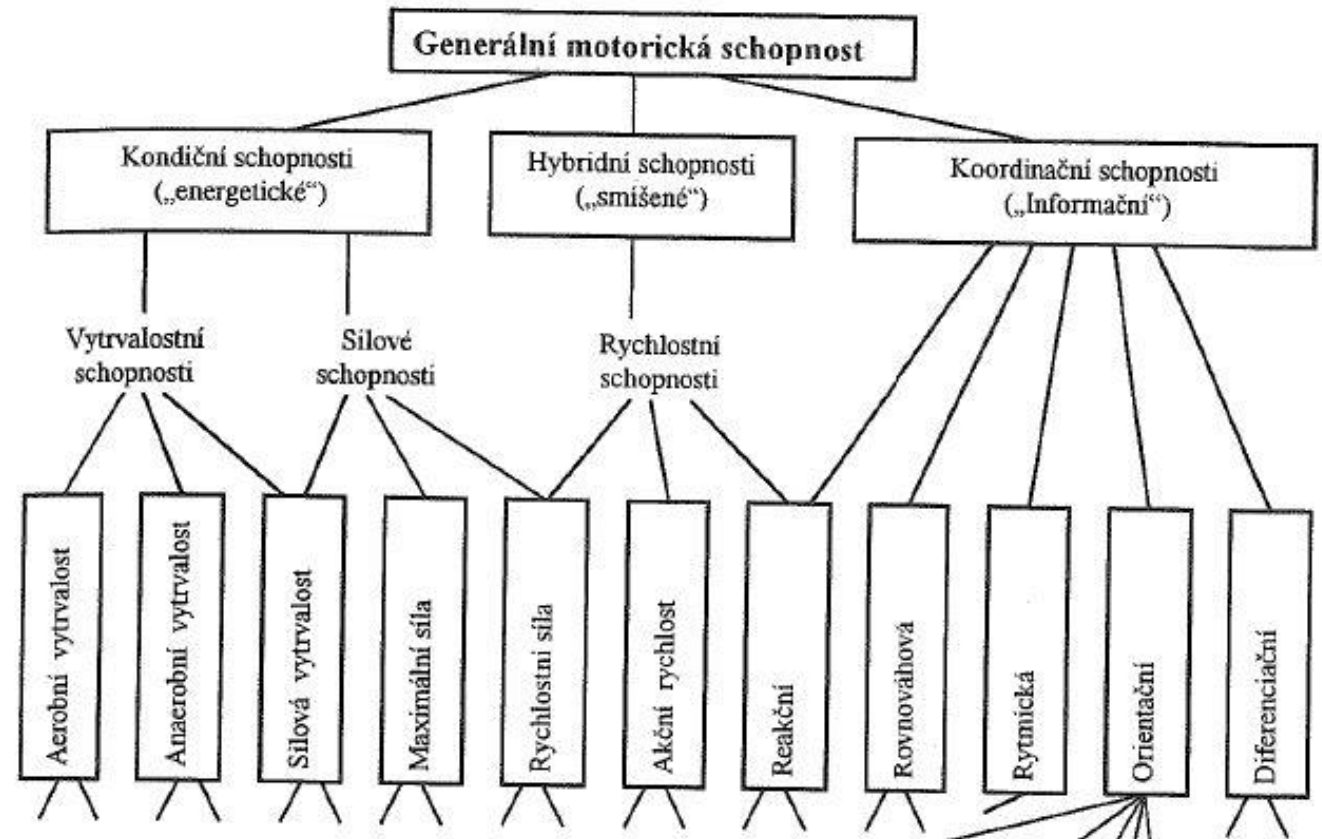 Generální motorická schopnost
Kondiční schopnosti
(„energetické“)
Hybridní schopnosti
(„smíšené“)
Koordinační schopnosti
(„Informační“)
Vytrvalostní
schopnosti
Silové
schopnosti
Rychlostní
schopnosti
Aerobní vytrvalost
Anaerobní vytrvalost
Silová vytrvalost
Maximální síla
Rychlostní síla
Akční rychlost
Reakční
Rovnováhová
Rytmická
Orientační
Diferenciační